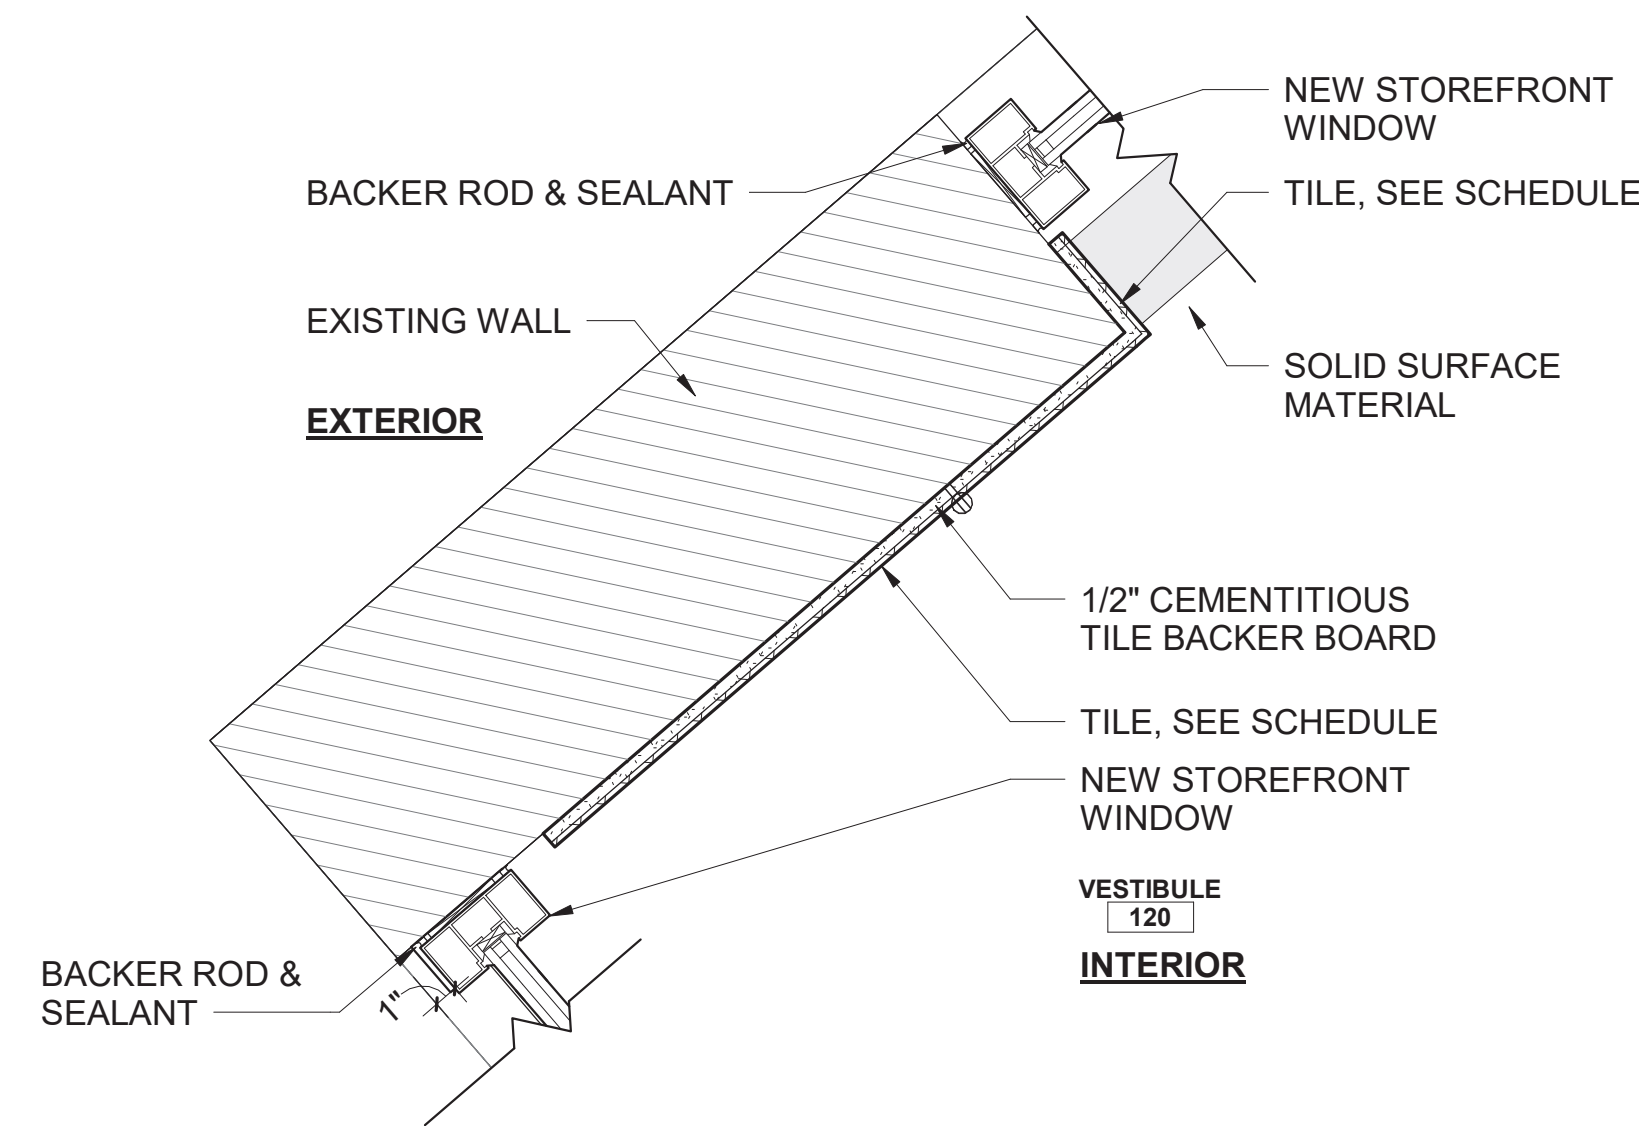 NEW STOREFRONT
WINDOW
BACKER ROD & SEALANT
TILE, SEE SCHEDULE
EXISTING WALL
SOLID SURFACE
MATERIAL
EXTERIOR
1/2" CEMENTITIOUS
TILE BACKER BOARD
TILE, SEE SCHEDULE
NEW STOREFRONT
WINDOW
VESTIBULE
120
INTERIOR
BACKER ROD &
SEALANT
1"